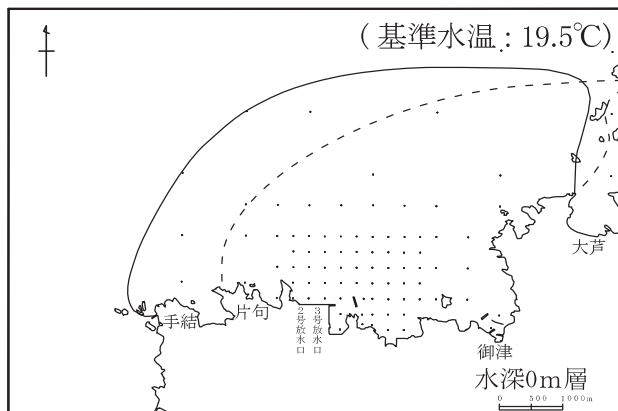 (基準水温：19.5℃)
大芦
手結
片句
2号放水口
3号放水口
御津
水深0m層
0 500 1000m